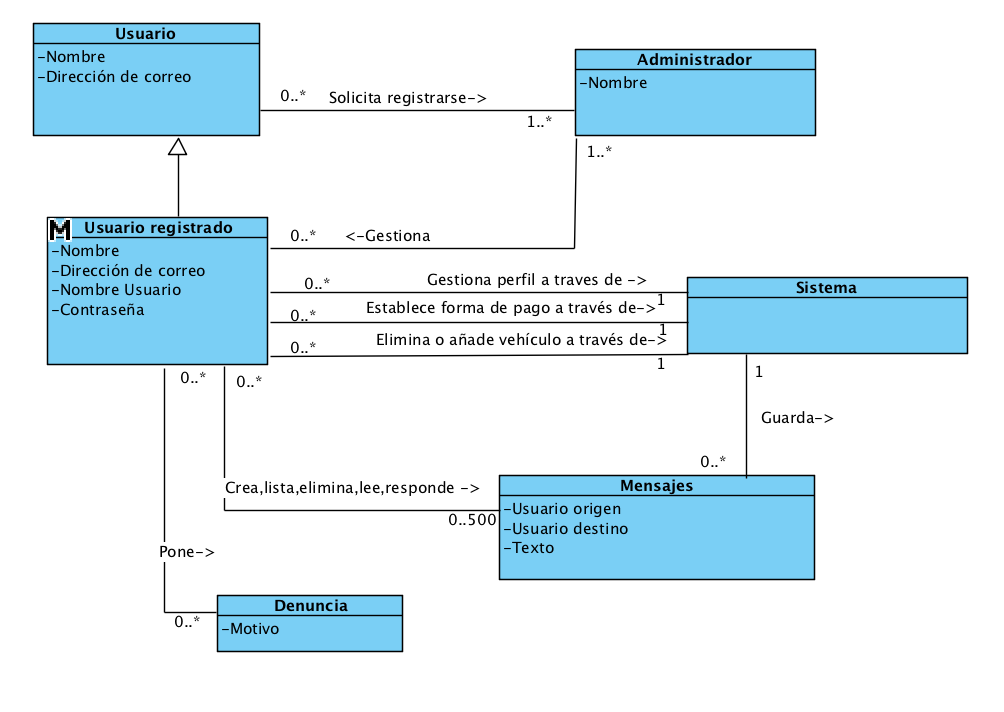 Usuario
-Nombre
-Dirección de correo
Administrador
-Nombre
0..*
Solicita registrarse->
1..*
1..*
M
Usuario registrado
-Nombre
-Dirección de correo
-Nombre Usuario
-Contraseña
0..*
<-Gestiona
0..*
Gestiona perfil a traves de ->
1
0..*
Establece forma de pago a través de->
1
0..*
Elimina o añade vehículo a través de->
1
Sistema
0..*
0..*
1
Guarda->
0..*
Crea,lista,elimina,lee,responde ->
0..500
Mensajes
-Usuario origen
-Usuario destino
-Texto
Pone->
0..*
Denuncia
-Motivo